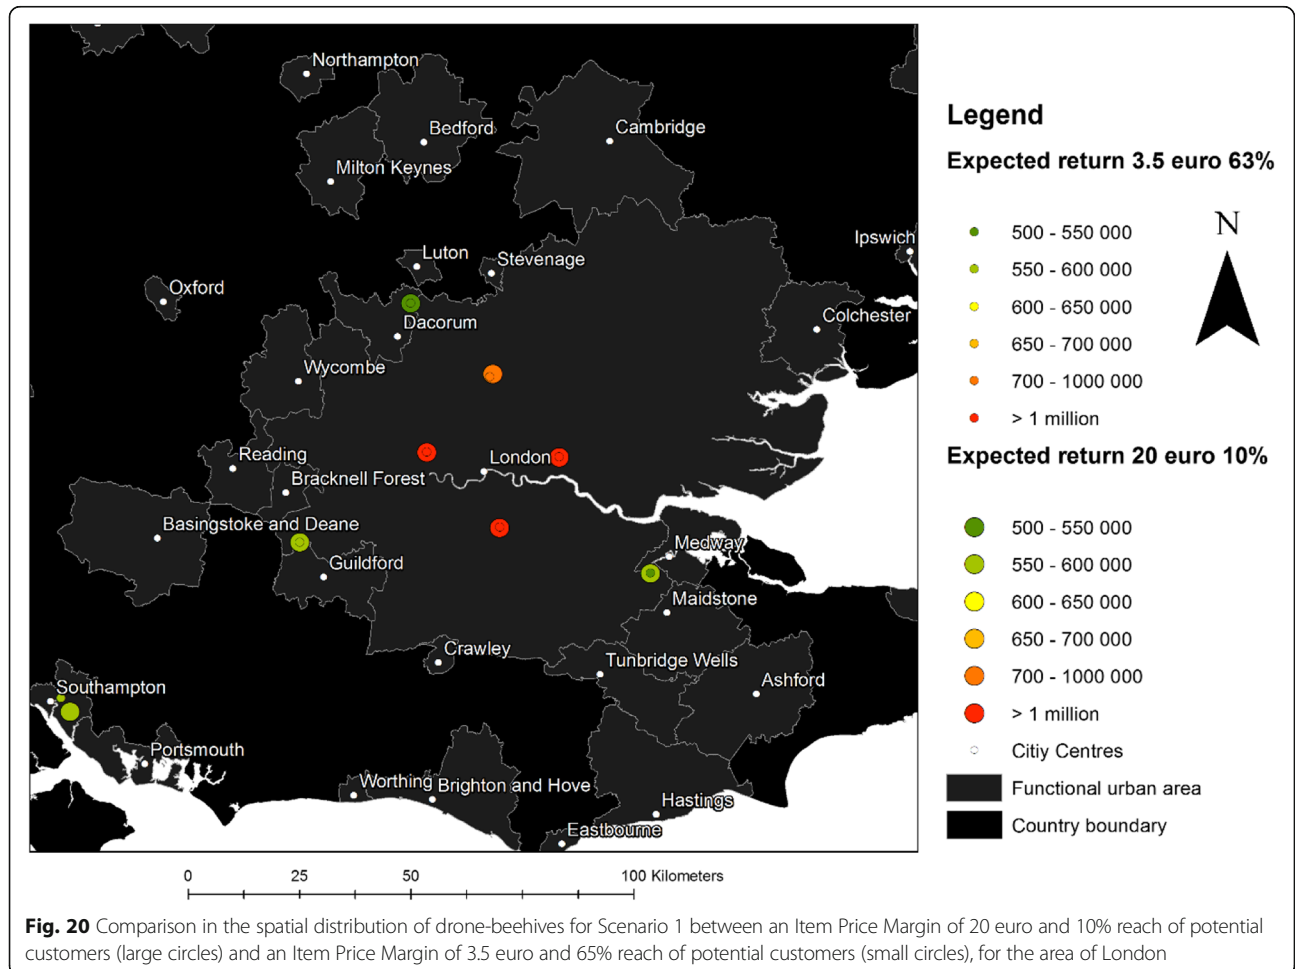 Northampton
Bedford
Cambridge
Milton Keynes
Luton
Stevenage
Ipswich
Oxford
Dacorum
Colchester
Wycombe
Reading
London
Bracknell Forest
Basingstoke and Deane
Medway
Guildford
Maidstone
Crawley
Tunbridge Wells
Ashford
Southampton
Portsmouth
Worthing
Brighton and Hove
Hastings
Eastbourne
0 25 50 100 Kilometers
Legend
Expected return 3.5 euro 63%
N
500 - 550 000
550 - 600 000
600 - 650 000
650 - 700 000
700 - 1000 000
> 1 million
Expected return 20 euro 10%
500 - 550 000
550 - 600 000
600 - 650 000
650 - 700 000
700 - 1000 000
> 1 million
Citiy Centres
Functional urban area
Country boundary
Fig. 20 Comparison in the spatial distribution of drone-beehives for Scenario 1 between an Item Price Margin of 20 euro and 10% reach of potential
customers (large circles) and an Item Price Margin of 3.5 euro and 65% reach of potential customers (small circles), for the area of London